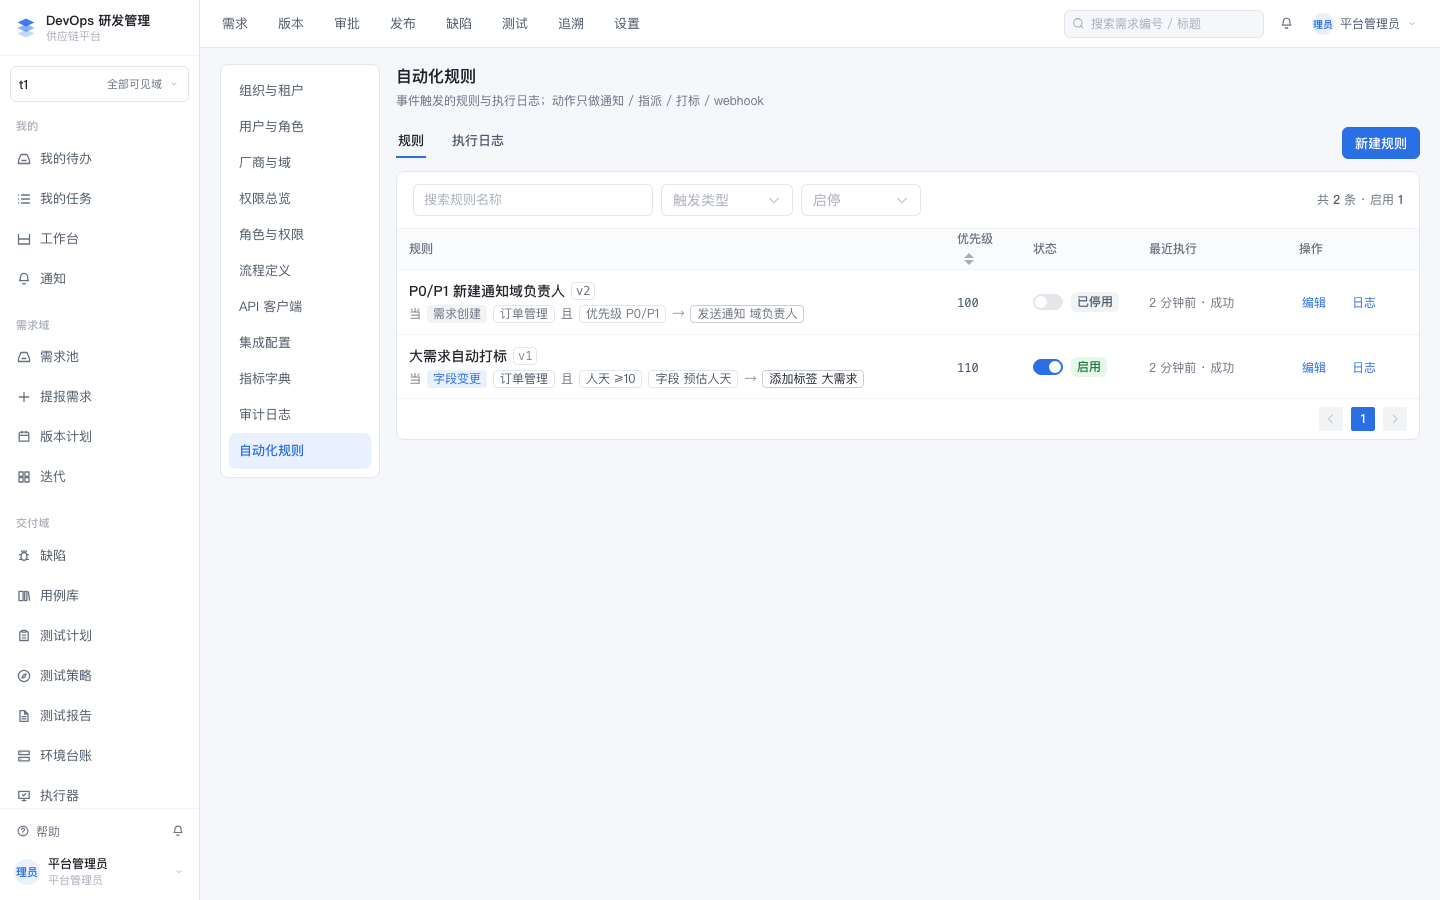 DevOps 研发管理
供应链平台
t1 全部可见域
我的
我的待办
我的任务
工作台
通知
需求域
需求池
提报需求
版本计划
迭代
交付域
缺陷
用例库
测试计划
测试策略
测试报告
环境台账
执行器
帮助
理员 平台管理员
平台管理员
需求 版本 审批 发布 缺陷 测试 追溯 设置
搜索需求编号 / 标题
理员 平台管理员
组织与租户
用户与角色
厂商与域
权限总览
角色与权限
流程定义
API 客户端
集成配置
指标字典
审计日志
自动化规则
自动化规则
事件触发的规则与执行日志；动作只做通知 / 指派 / 打标 / webhook
规则 执行日志
新建规则
搜索规则名称 触发类型 启停 共 2 条 · 启用 1
规则 优先级 状态 最近执行 操作
P0/P1 新建通知域负责人 v2
当 需求创建 订单管理 且 优先级 P0/P1 → 发送通知 域负责人
100 已停用 2 分钟前 · 成功 编辑 日志
大需求自动打标 v1
当 字段变更 订单管理 且 人天 ≥10 字段 预估人天 → 添加标签 大需求
110 启用 2 分钟前 · 成功 编辑 日志
1